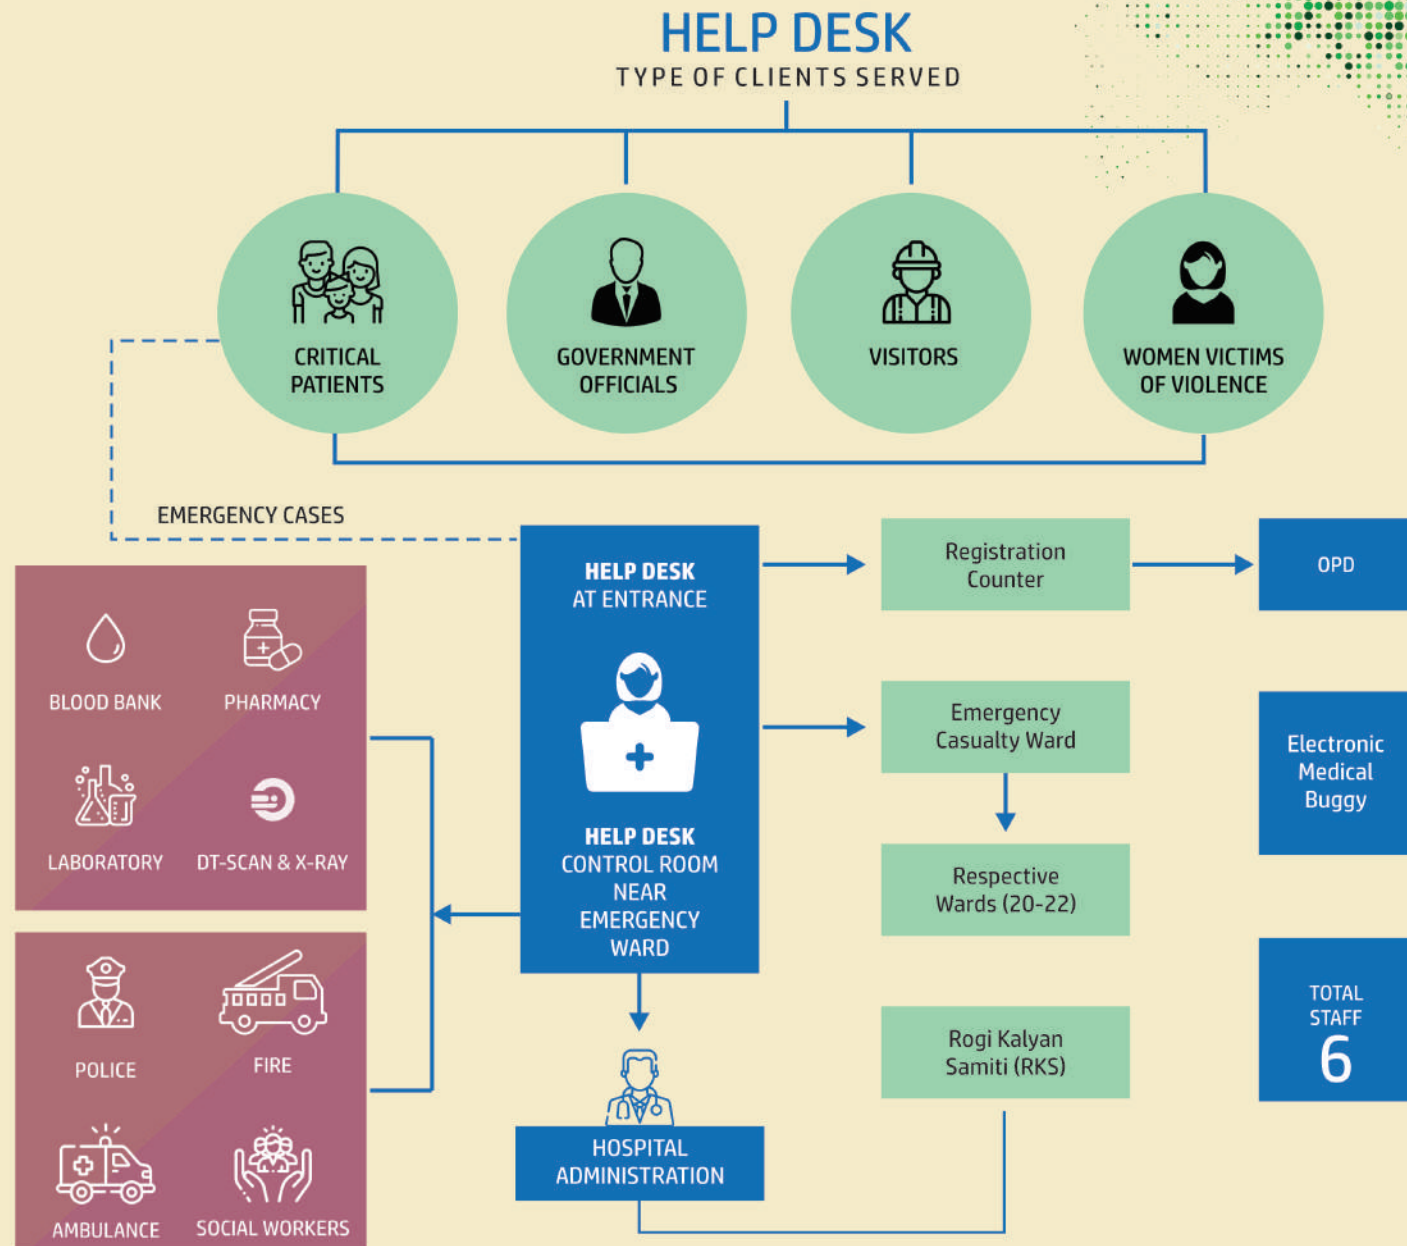 HELP DESK
TYPE OF CLIENTS SERVED
CRITICAL
PATIENTS
GOVERNMENT
OFFICIALS
VISITORS
WOMEN VICTIMS
OF VIOLENCE
EMERGENCY CASES
BLOOD BANK
PHARMACY
LABORATORY
DT-SCAN & X-RAY
POLICE
FIRE
AMBULANCE
SOCIAL WORKERS
HELP DESK
AT ENTRANCE
HELP DESK
CONTROL ROOM
NEAR
EMERGENCY
WARD
HOSPITAL
ADMINISTRATION
Registration
Counter
OPD
Emergency
Casualty Ward
Respective
Wards (20-22)
Rogi Kalyan
Samiti (RKS)
Electronic
Medical
Buggy
TOTAL
STAFF
6